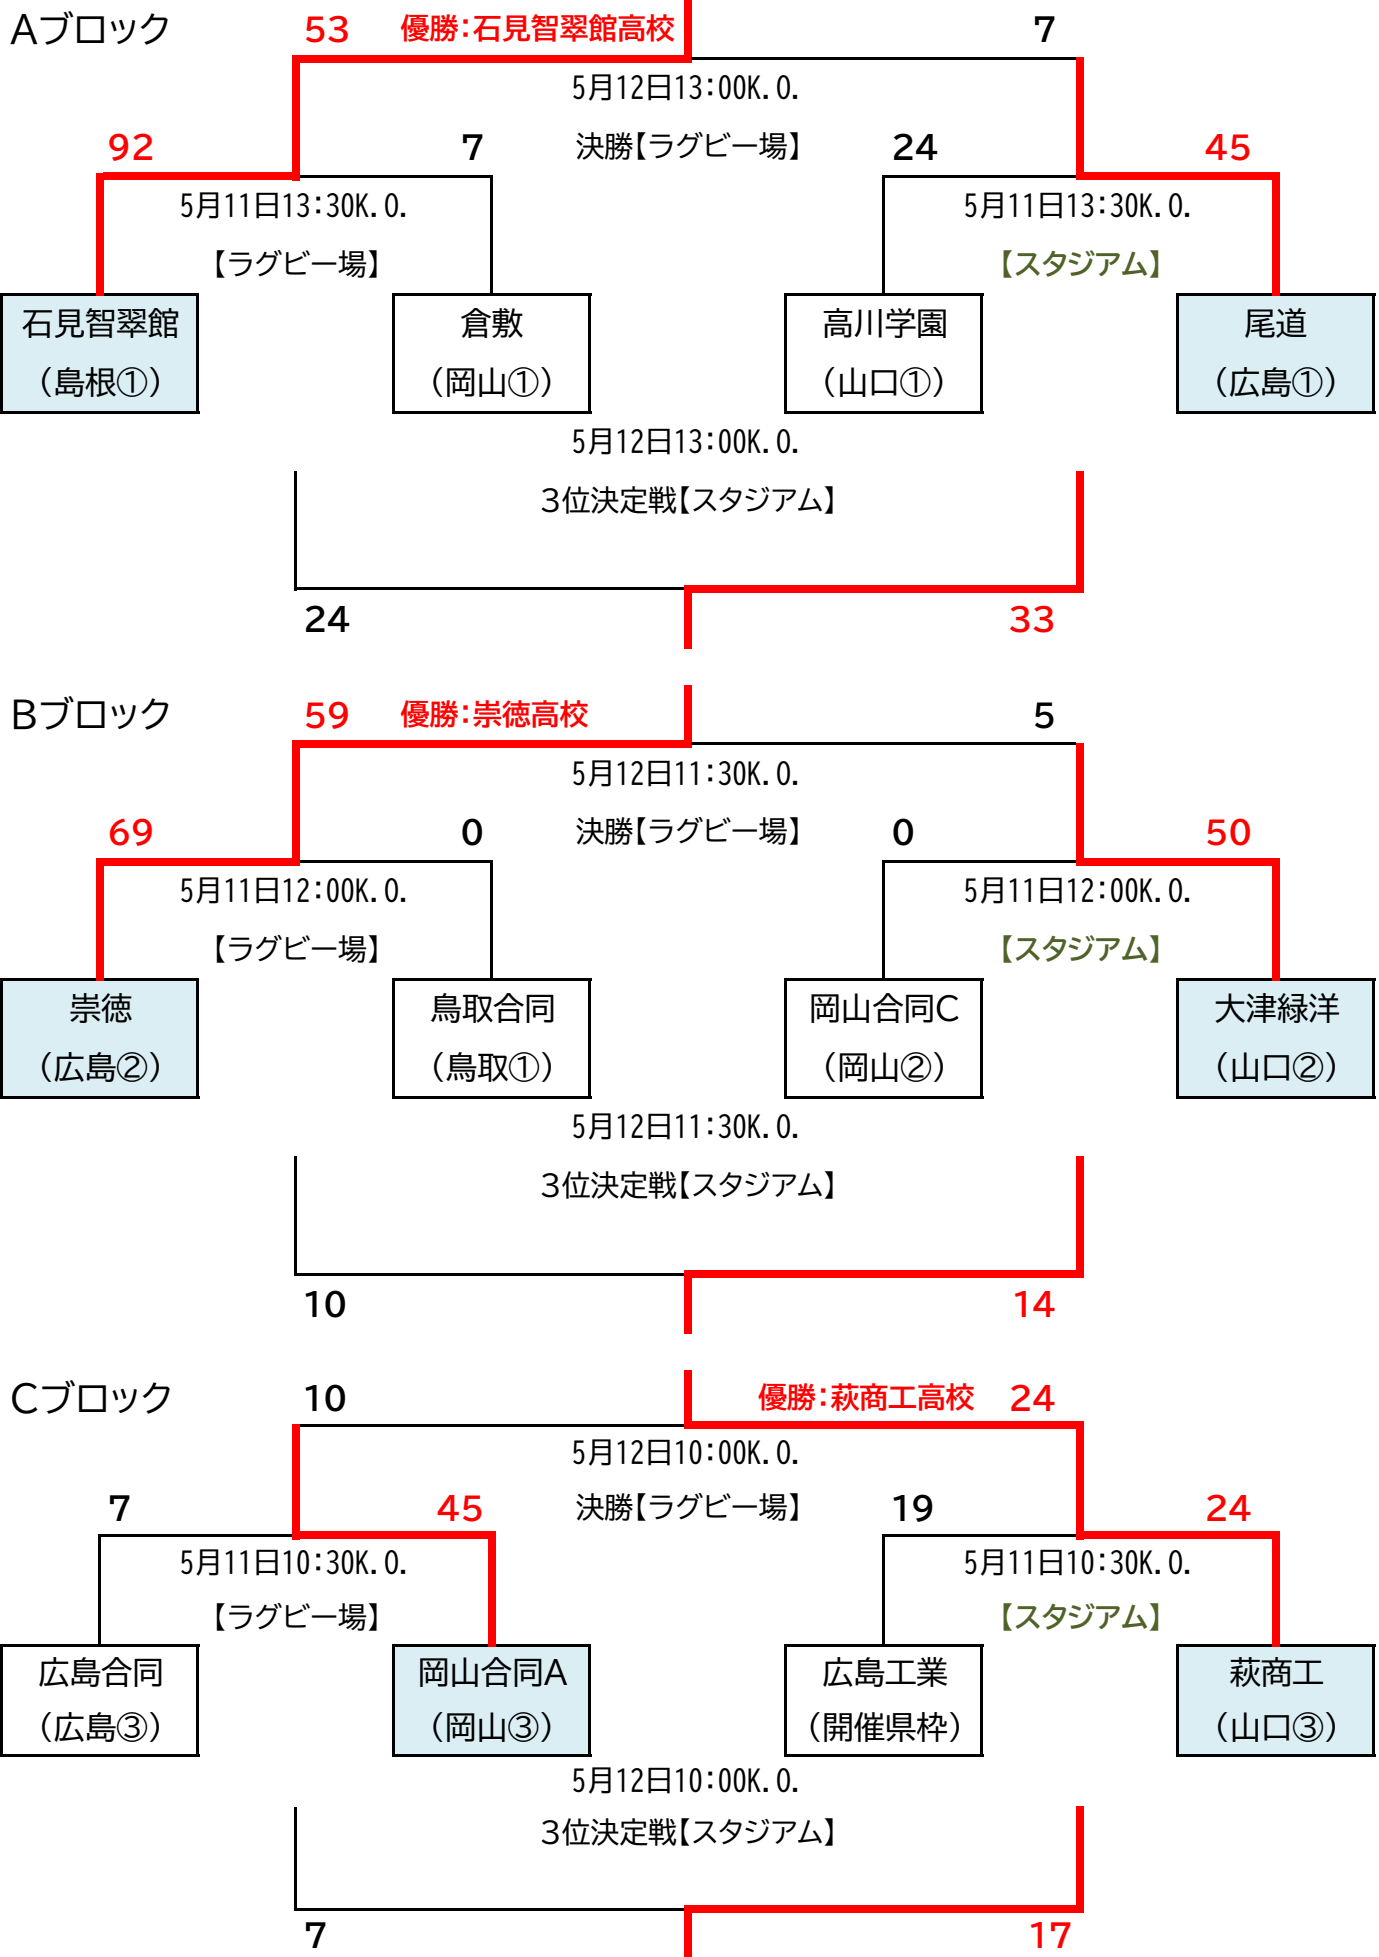 Aブロック 53 優勝：石見智翠館高校 7
5月12日13：00K.O.
92 7 決勝【ラグビー場】 24 45
5月11日13：30K.O. 5月11日13：30K.O.
【ラグビー場】 【スタジアム】
石見智翠館 倉敷 高川学園 尾道
（島根①） （岡山①） （山口①） （広島①）
5月12日13：00K.O.
3位決定戦【スタジアム】
24 33
Bブロック 59 優勝：崇徳高校 5
5月12日11：30K.O.
69 0 決勝【ラグビー場】 0 50
5月11日12：00K.O. 5月11日12：00K.O.
【ラグビー場】 【スタジアム】
崇徳 鳥取合同 岡山合同C 大津緑洋
（広島②） （鳥取①） （岡山②） （山口②）
5月12日11：30K.O.
3位決定戦【スタジアム】
10 14
Cブロック 10 優勝：萩商工高校 24
5月12日10：00K.O.
7 45 決勝【ラグビー場】 19 24
5月11日10：30K.O. 5月11日10：30K.O.
【ラグビー場】 【スタジアム】
広島合同 岡山合同A 広島工業 萩商工
（広島③） （岡山③） （開催県枠） （山口③）
5月12日10：00K.O.
3位決定戦【スタジアム】
7 17